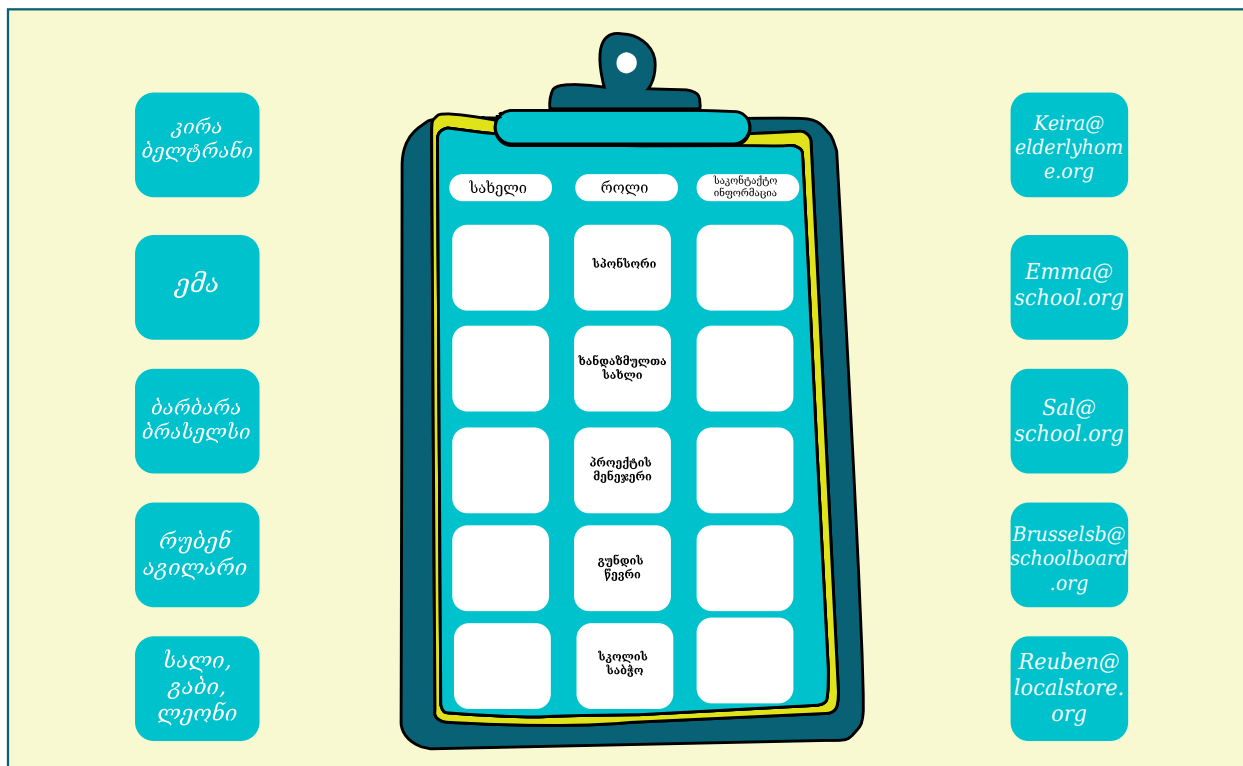 კირა
ბელტრანი
ემა
ბარბარა
ბრასელსი
რუბენ
აგილარი
სალი,
გაბი,
ლეონი
სახელი
როლი
საკონტაქტო
ინფორმაცია
სპონსორი
ხანდაზმულთა
სახლი
პროექტის
მენეჯერი
გუნდის
წევრი
სკოლის
საბჭო
Keira@
elderlyhom
e.org
Emma@
school.org
Sal@
school.org
Brusselsb@
schoolboard
.org
Reuben@
localstore.
org